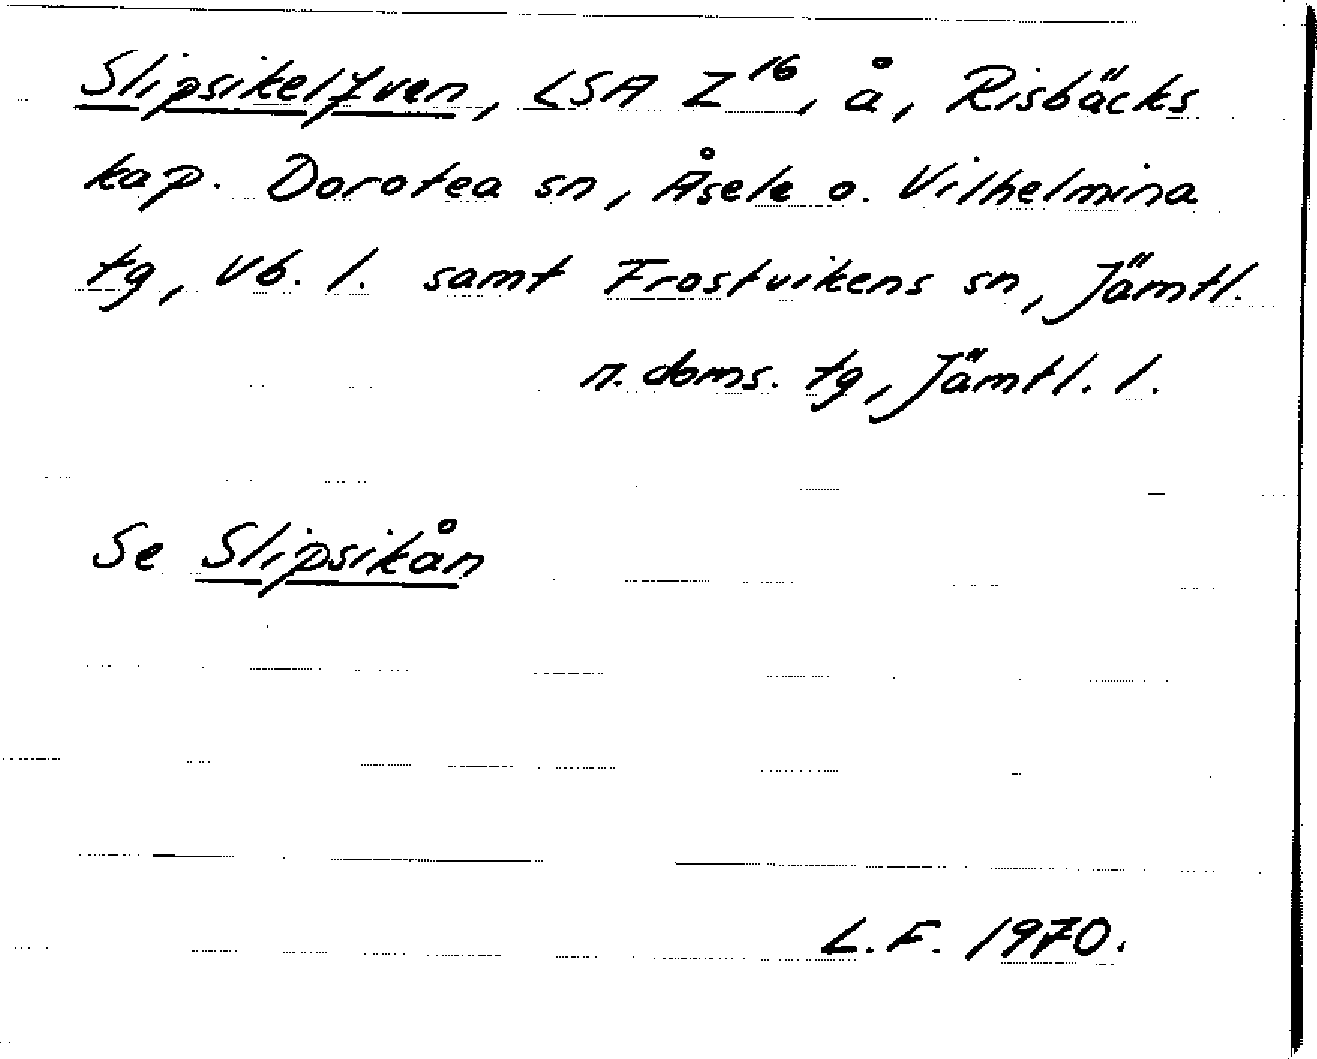 Slipsikelfven, LSA Z¹⁶, å, Risbäcks
kap. Dorotea sn, Åsele o. Vilhelmina
tg, Vb. l. samt Frostvikens sn, Jämtl.
n. doms. tg, Jämtl. l.
Se Slipsikån
L.F. 1970.